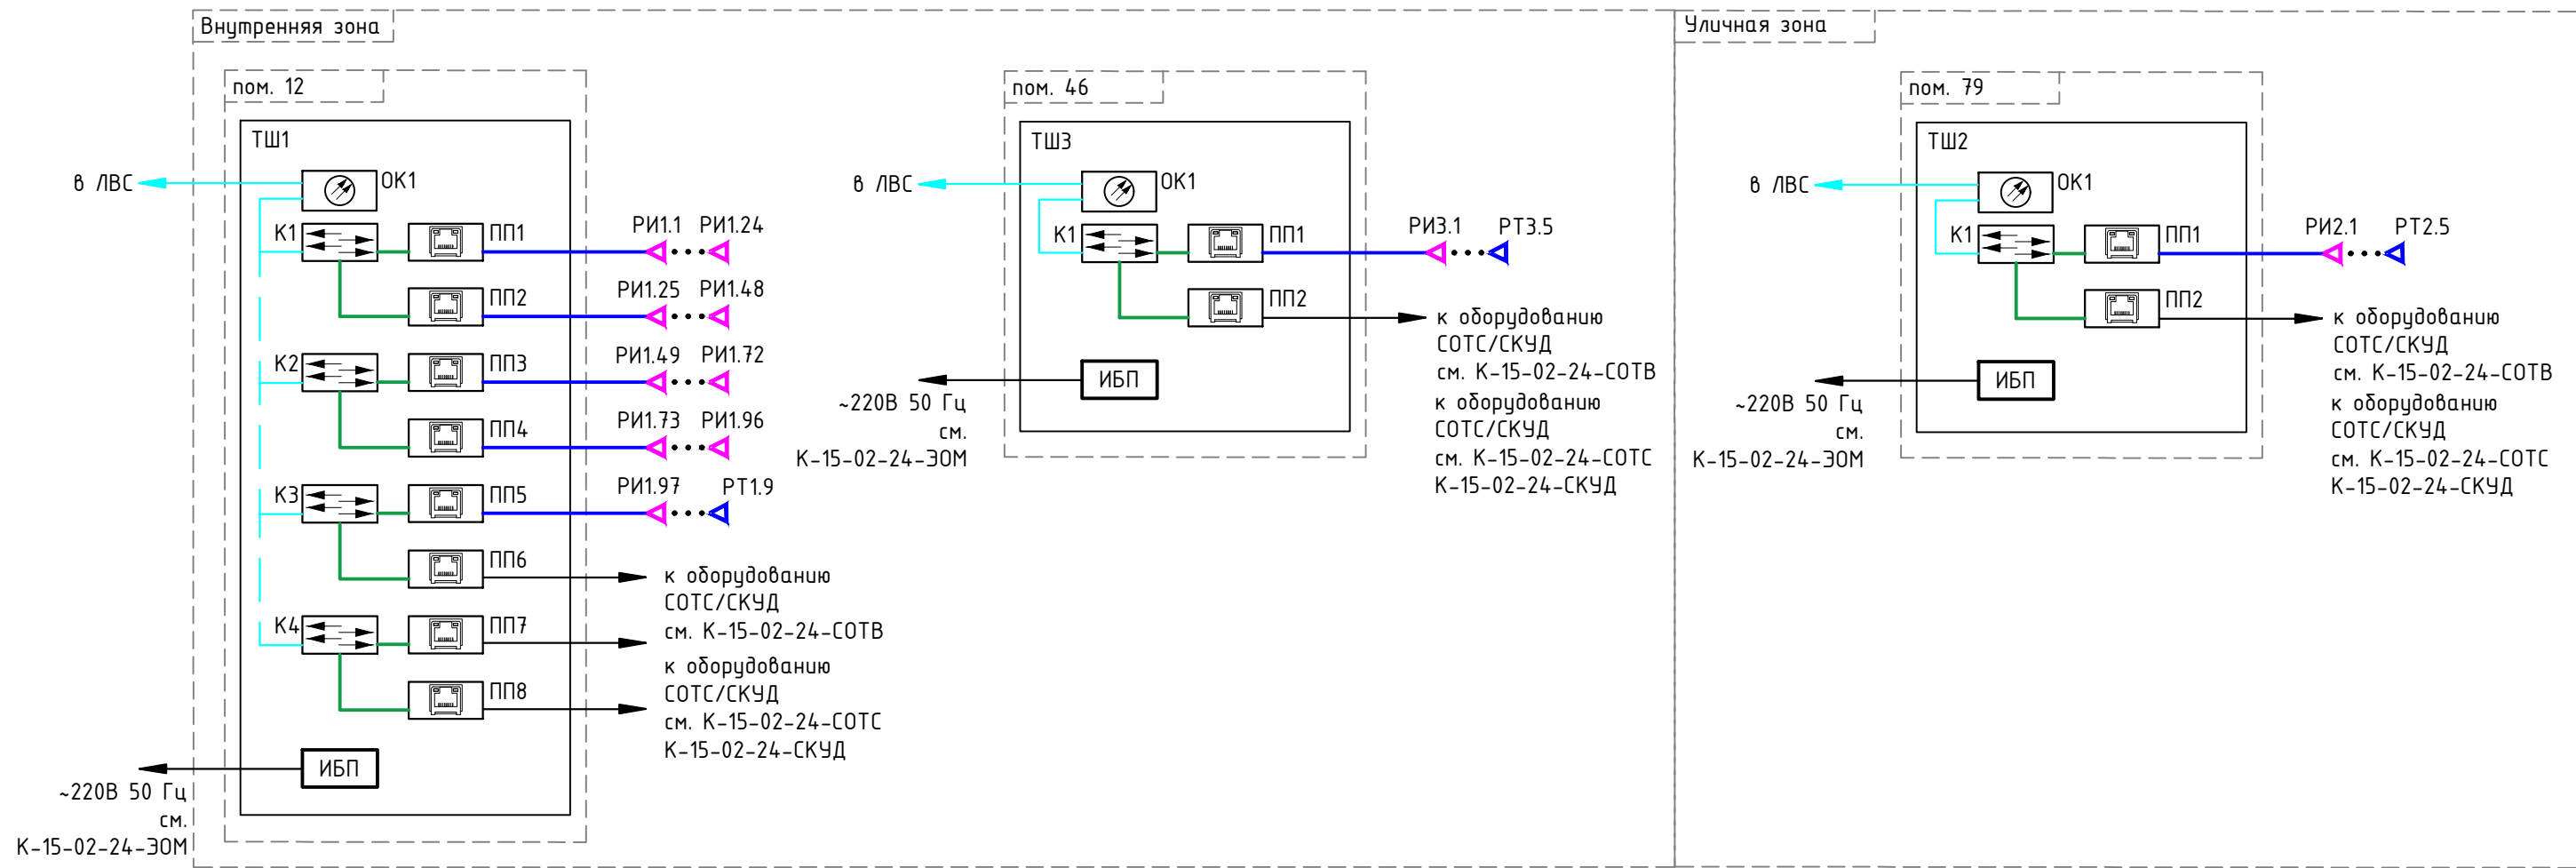 Внутренняя зона
пом. 12
ТШ1
в ЛВС
ОК1
К1
ПП1
РИ1.1
РИ1.24
ПП2
РИ1.25
РИ1.48
К2
ПП3
РИ1.49
РИ1.72
ПП4
РИ1.73
РИ1.96
К3
ПП5
РИ1.97
РТ1.9
ПП6
к оборудованию
СОТС/СКУД
см. К-15-02-24-СОТВ
К4
ПП7
к оборудованию
СОТС/СКУД
см. К-15-02-24-СОТС
К-15-02-24-СКУД
ПП8
ИБП
~220В 50 Гц
см.
К-15-02-24-ЭОМ
пом. 46
ТШ3
в ЛВС
ОК1
К1
ПП1
РИ3.1
РТ3.5
ПП2
к оборудованию
СОТС/СКУД
см. К-15-02-24-СОТВ
к оборудованию
СОТС/СКУД
см. К-15-02-24-СОТС
К-15-02-24-СКУД
ИБП
~220В 50 Гц
см.
К-15-02-24-ЭОМ
Уличная зона
пом. 79
ТШ2
в ЛВС
ОК1
К1
ПП1
РИ2.1
РТ2.5
ПП2
к оборудованию
СОТС/СКУД
см. К-15-02-24-СОТВ
к оборудованию
СОТС/СКУД
см. К-15-02-24-СОТС
К-15-02-24-СКУД
ИБП
~220В 50 Гц
см.
К-15-02-24-ЭОМ